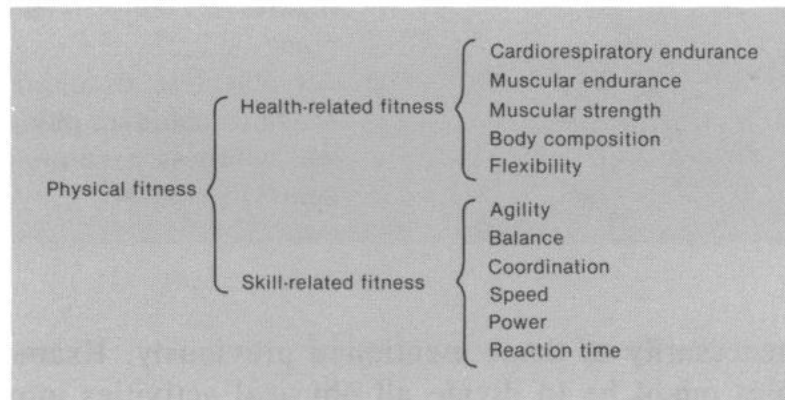 Cardiorespiratory endurance
Muscular endurance
Health-related fitness
Muscular strength
Body composition
Flexibility
Physical fitness
Agility
Balance
Coordination
Skill-related fitness
Speed
Power
Reaction time